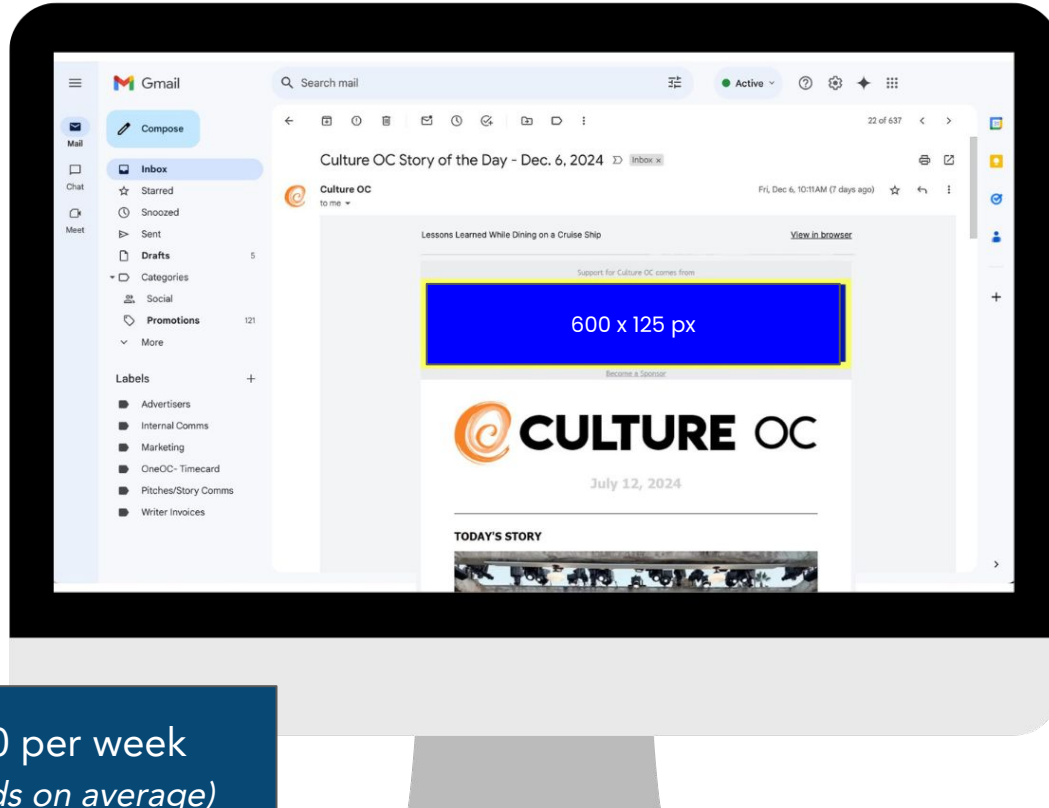 Gmail
Search mail
Active
Mail
Compose
22 of 637
Chat
Meet
Inbox
Starred
Snoozed
Sent
Drafts 5
Categories
Social
Promotions 121
More
Labels
Advertisers
Internal Comms
Marketing
OneOC- Timecard
Pitches/Story Comms
Writer Invoices
Culture OC Story of the Day - Dec. 6, 2024 Inbox x
Culture OC
to me
Fri, Dec 6, 10:11AM (7 days ago)
Lessons Learned While Dining on a Cruise Ship
View in browser
Support for Culture OC comes from
600 x 125 px
Become a Sponsor
CULTURE OC
July 12, 2024
TODAY'S STORY
per week
on average)